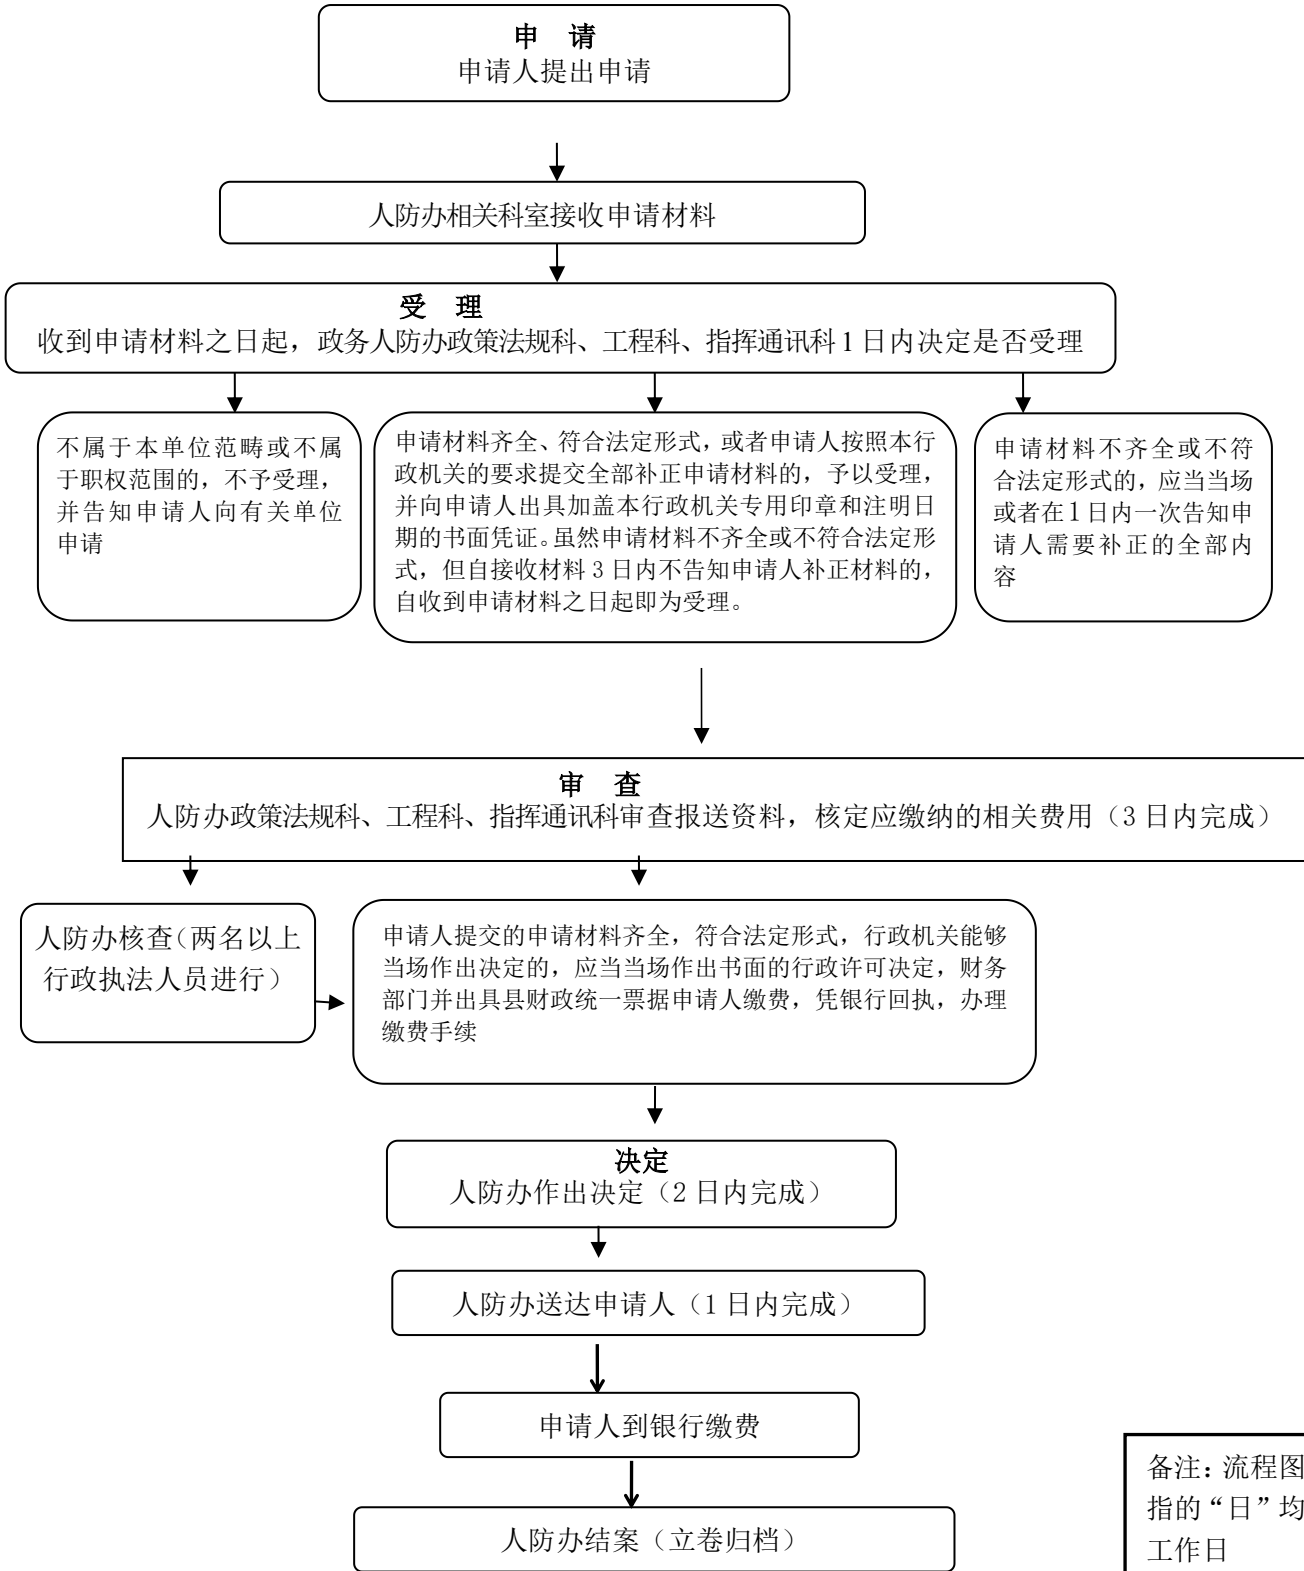 申　请
申请人提出申请
人防办相关科室接收申请材料
受　理
收到申请材料之日起，政务人防办政策法规科、工程科、指挥通讯科1日内决定是否受理
不属于本单位范畴或不属
于职权范围的，不予受理，
并告知申请人向有关单位
申请
申请材料齐全、符合法定形式，或者申请人按照本行
政机关的要求提交全部补正申请材料的，予以受理，
并向申请人出具加盖本行政机关专用印章和注明日
期的书面凭证。虽然申请材料不齐全或不符合法定形
式，但自接收材料 3 日内不告知申请人补正材料的，
自收到申请材料之日起即为受理。
申请材料不齐全或不符
合法定形式的，应当当场
或者在1日内一次告知申
请人需要补正的全部内
容
审　查
人防办政策法规科、工程科、指挥通讯科审查报送资料，核定应缴纳的相关费用（3 日内完成）
人防办核查（两名以上
行政执法人员进行）
申请人提交的申请材料齐全，符合法定形式，行政机关能够
当场作出决定的，应当当场作出书面的行政许可决定，财务
部门并出具县财政统一票据申请人缴费，凭银行回执，办理
缴费手续
决定
人防办作出决定（2 日内完成）
人防办送达申请人（1 日内完成）
申请人到银行缴费
人防办结案（立卷归档）
备注：流程图
指的“日”均
工作日